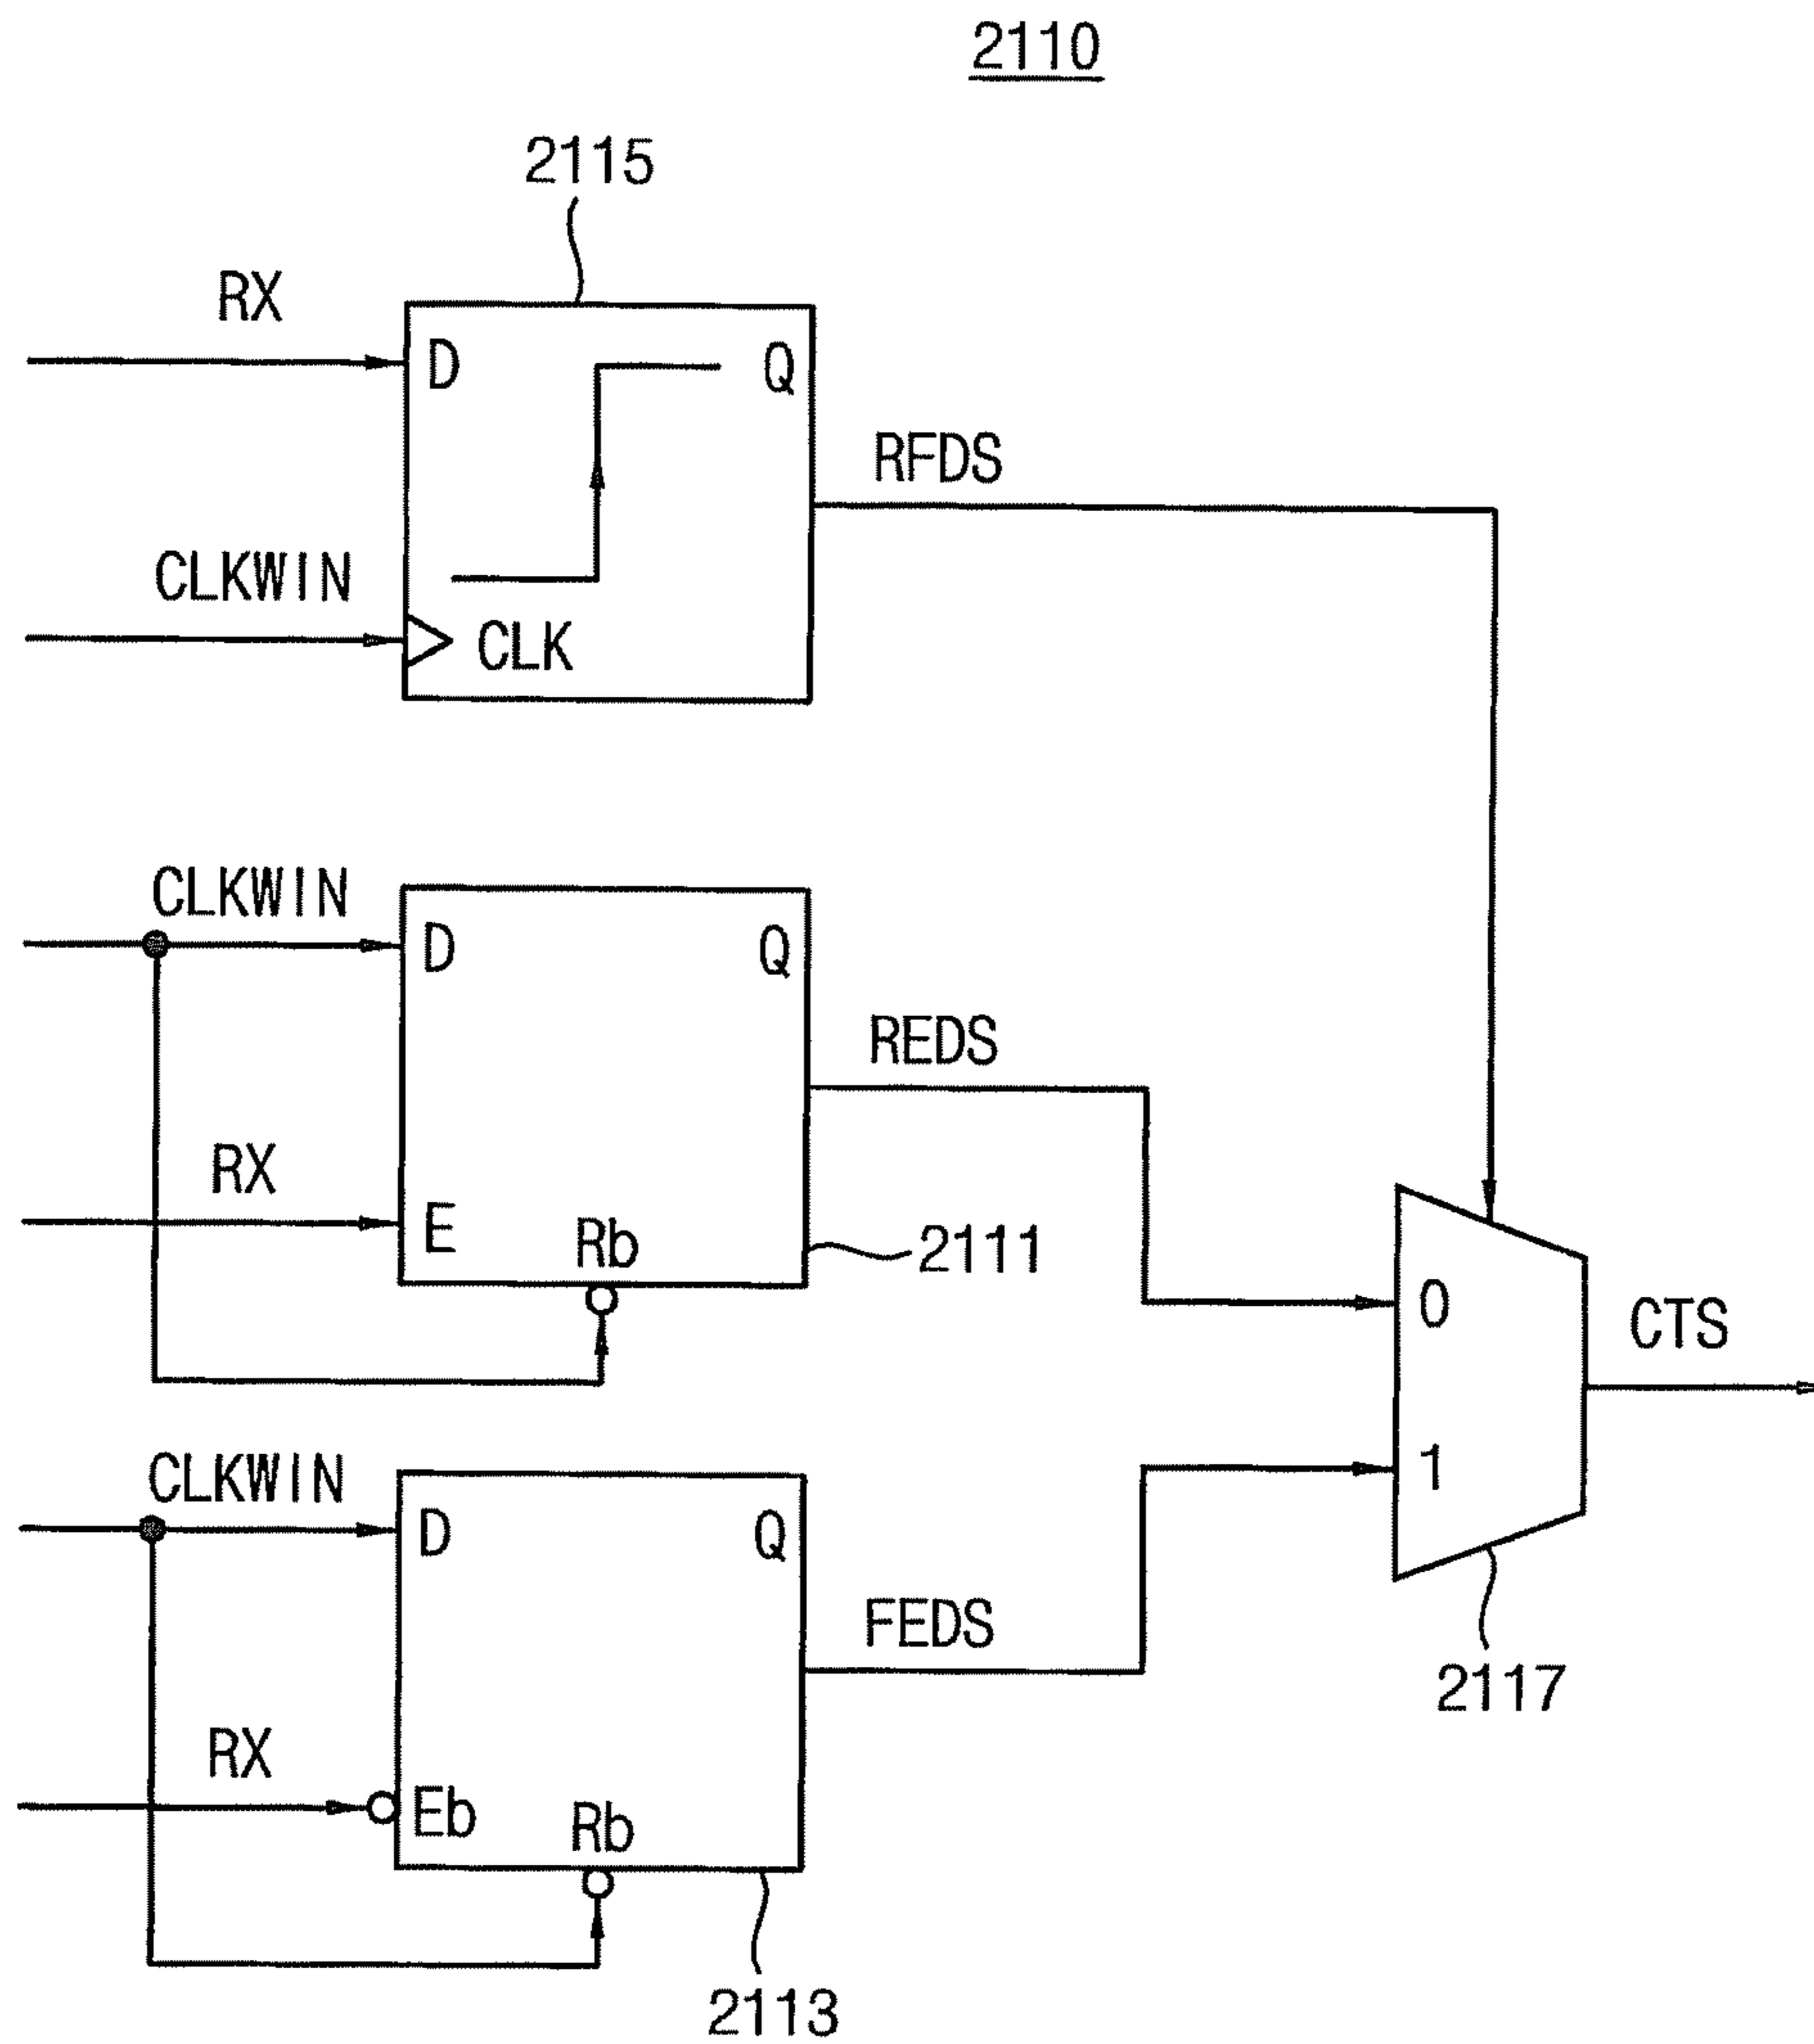 2110
2115
RX
D
Q
RFDS
CLKWIN
CLK
CLKWIN
D
Q
REDS
RX
E
Rb
2111
0
CTS
1
CLKWIN
D
Q
FEDS
2117
RX
Eb
Rb
2113